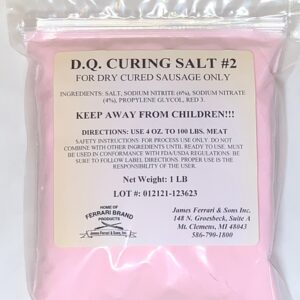 D.Q. CURING SALT #2
FOR DRY CURED SAUSAGE ONLY
INGREDIENTS: SALT, SODIUM NITRITE (6%), SODIUM NITRATE
(4%), PROPYLENE GLYCOL, RED 3.
KEEP AWAY FROM CHILDREN!!!
DIRECTIONS: USE 4 OZ. TO 100 LBS. MEAT
SAFETY INSTRUCTIONS: FOR PROCESS USE ONLY. DO NOT
COMBINE WITH OTHER INGREDIENTS UNTIL READY TO USE. MUST
BE USED IN CONFORMANCE WITH FDA/USDA REGULATIONS. BE
SURE TO FOLLOW LABEL DIRECTIONS. PROPER USE IS THE
RESPONSIBILITY OF THE USER.
Net Weight: 1 LB
LOT #: 012121-123623
HOME OF
FERRARI BRAND
PRODUCTS
James Ferrari & Sons, Inc.
James Ferrari & Sons Inc.
148 N. Groesbeck, Suite A
Mt. Clemens, MI 48043
586-790-1800